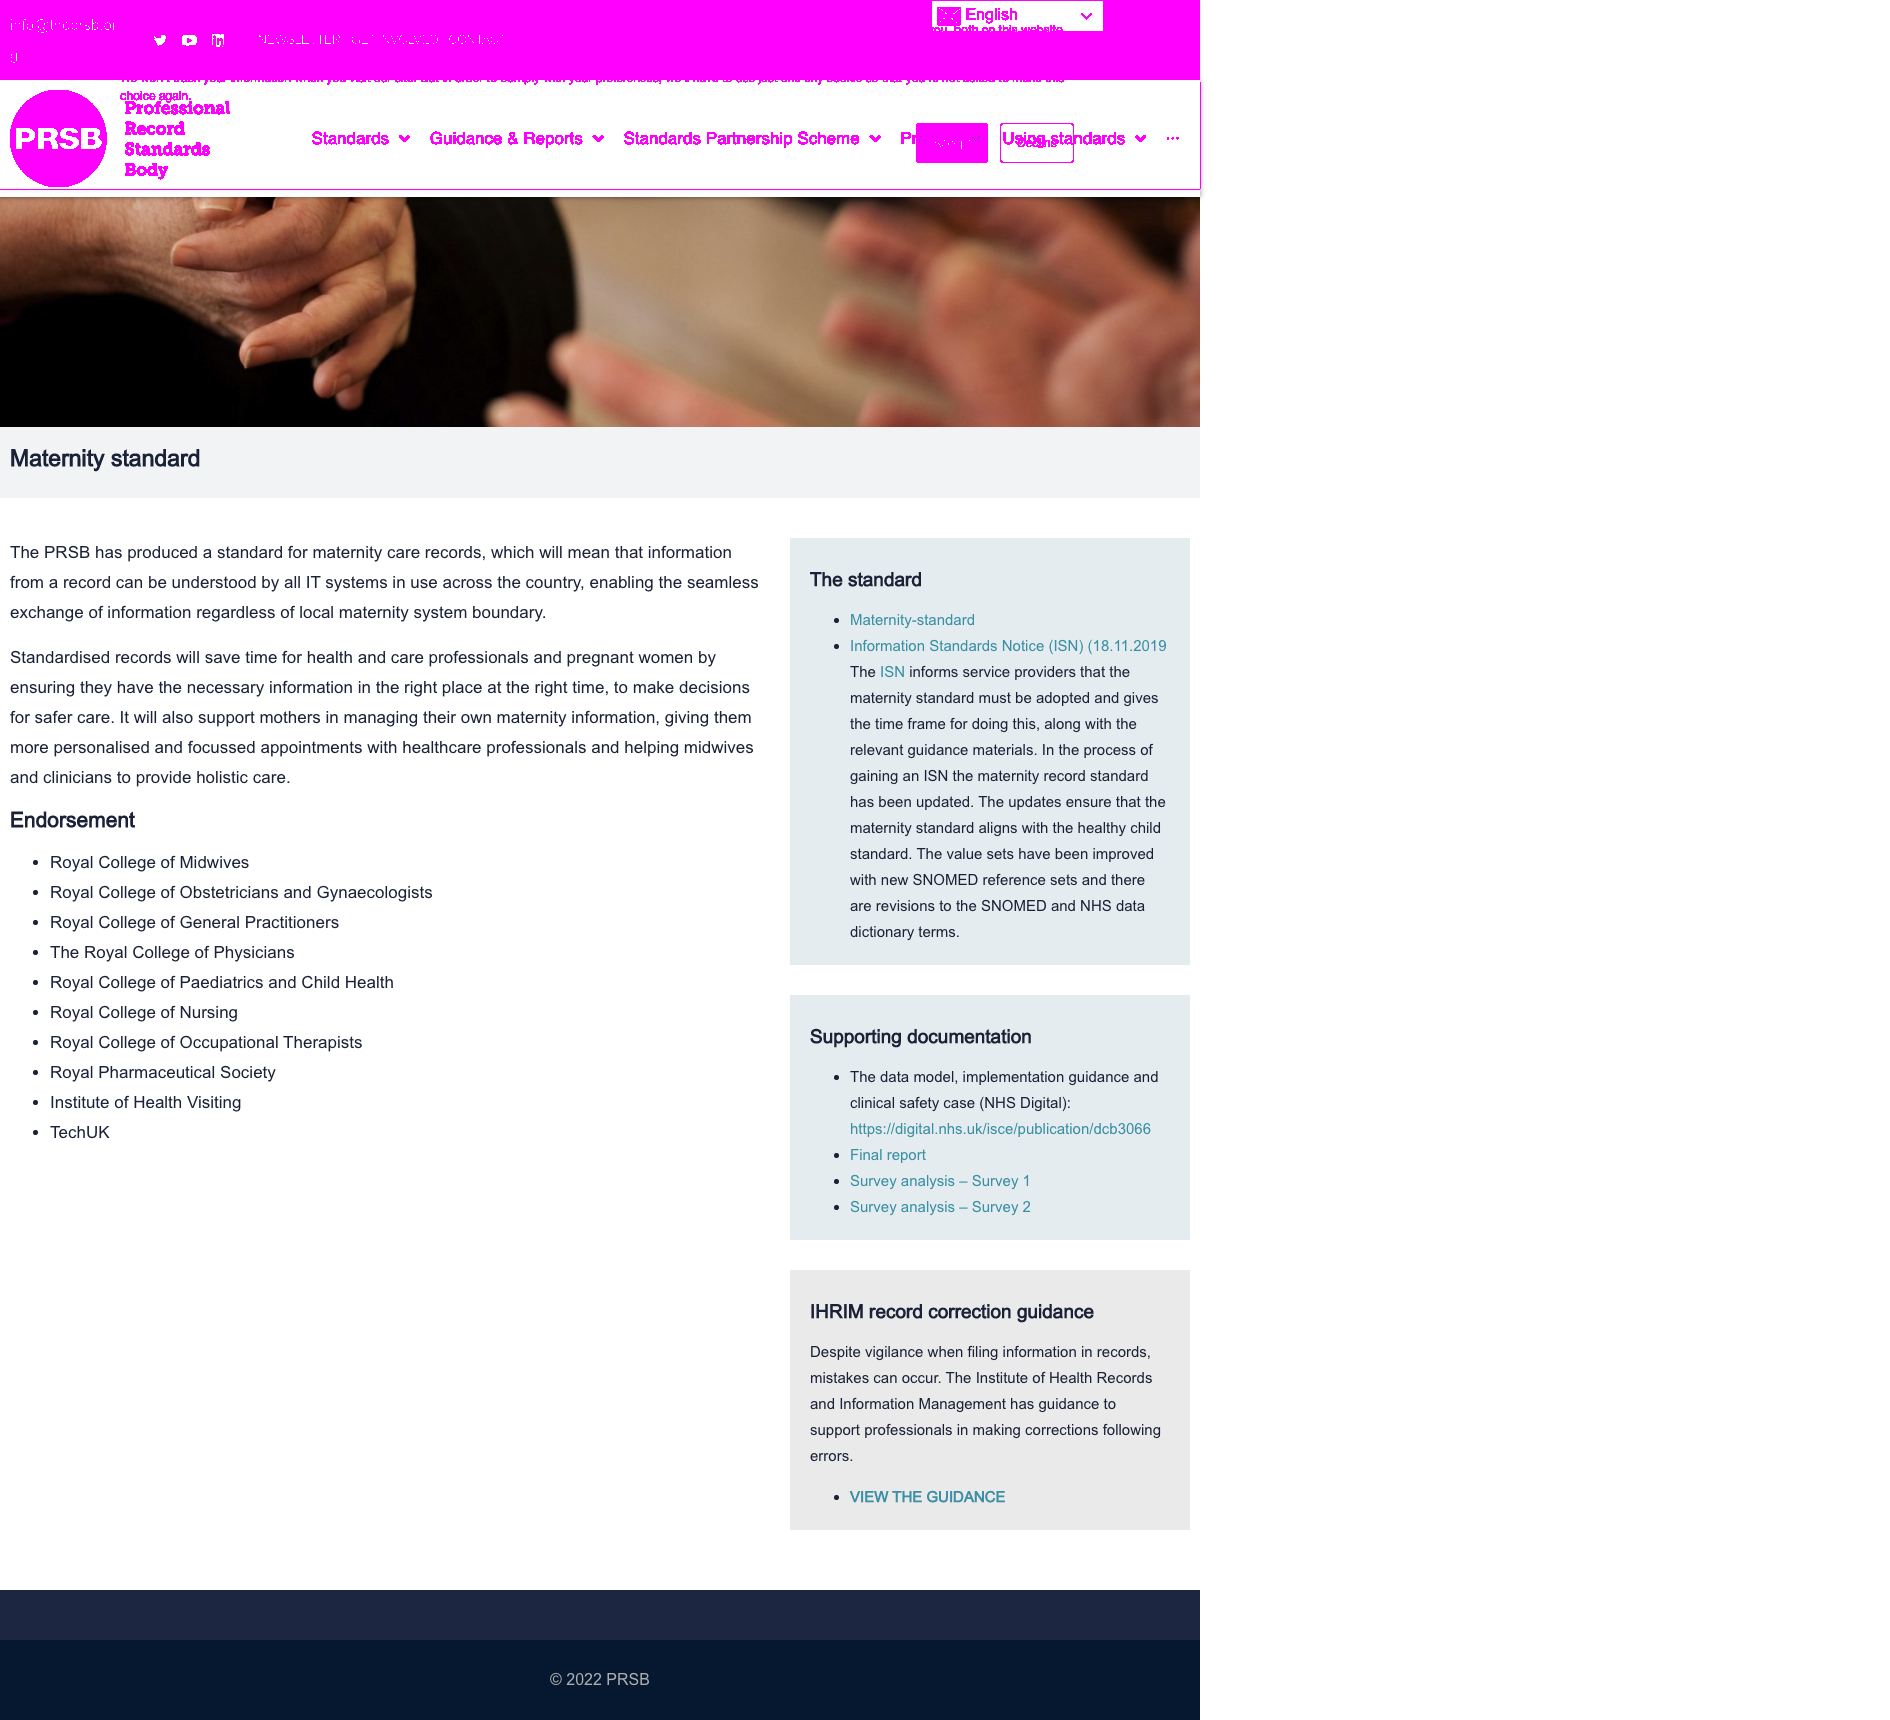 English
you, both on this website
NEWSLETTER GET INVOLVED CONTACT
choice again.
PRSB
Professional
Record
Standards
Body
Standards
Guidance & Reports
Standards Partnership Scheme
Using standards
Decline
Maternity standard
The PRSB has produced a standard for maternity care records, which will mean that information
from a record can be understood by all IT systems in use across the country, enabling the seamless
exchange of information regardless of local maternity system boundary.
Standardised records will save time for health and care professionals and pregnant women by
ensuring they have the necessary information in the right place at the right time, to make decisions
for safer care. It will also support mothers in managing their own maternity information, giving them
more personalised and focussed appointments with healthcare professionals and helping midwives
and clinicians to provide holistic care.
Endorsement
Royal College of Midwives
Royal College of Obstetricians and Gynaecologists
Royal College of General Practitioners
The Royal College of Physicians
Royal College of Paediatrics and Child Health
Royal College of Nursing
Royal College of Occupational Therapists
Royal Pharmaceutical Society
Institute of Health Visiting
TechUK
The standard
Maternity-standard
Information Standards Notice (ISN) (18.11.2019
The ISN informs service providers that the
maternity standard must be adopted and gives
the time frame for doing this, along with the
relevant guidance materials. In the process of
gaining an ISN the maternity record standard
has been updated. The updates ensure that the
maternity standard aligns with the healthy child
standard. The value sets have been improved
with new SNOMED reference sets and there
are revisions to the SNOMED and NHS data
dictionary terms.
Supporting documentation
The data model, implementation guidance and
clinical safety case (NHS Digital):
https://digital.nhs.uk/isce/publication/dcb3066
Final report
Survey analysis – Survey 1
Survey analysis – Survey 2
IHRIM record correction guidance
Despite vigilance when filing information in records,
mistakes can occur. The Institute of Health Records
and Information Management has guidance to
support professionals in making corrections following
errors.
VIEW THE GUIDANCE
© 2022 PRSB